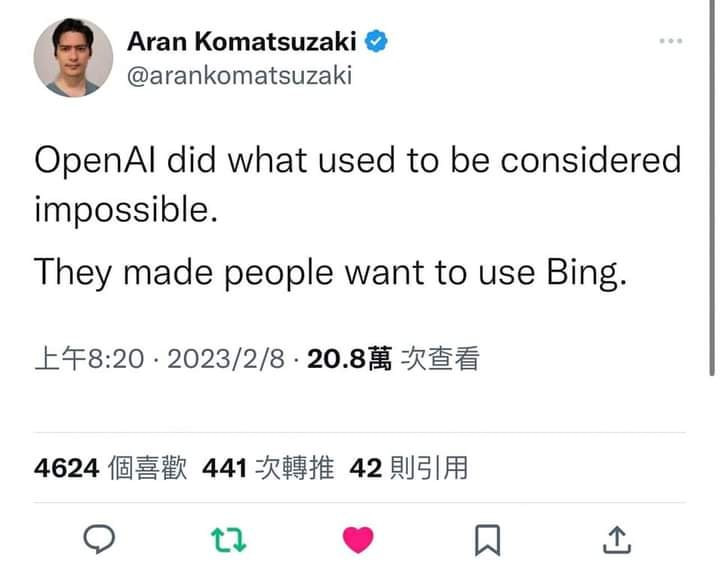 Aran Komatsuzaki
@arankomatsuzaki
OpenAI did what used to be considered
impossible.
They made people want to use Bing.
上午8:20 · 2023/2/8 · 20.8萬 次查看
4624 個喜歡 441 次轉推 42 則引用